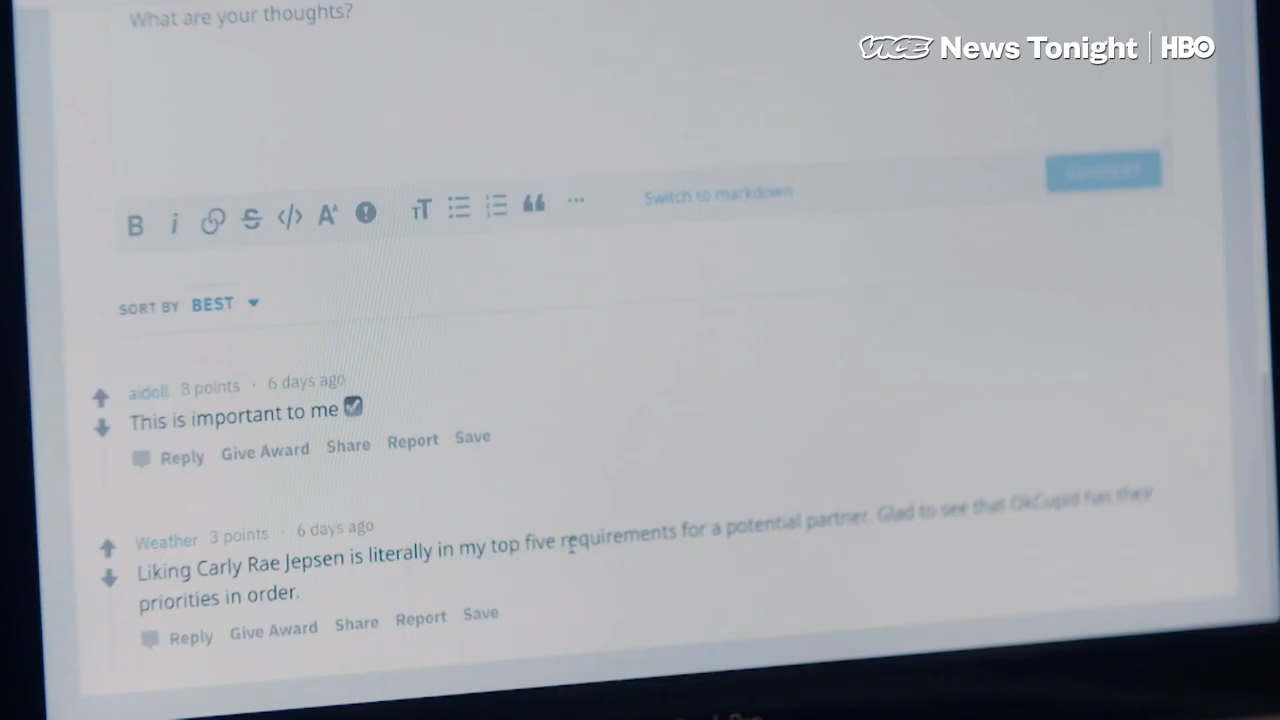 What are your thoughts?
VICE News Tonight | HBO
B i S </> A^ ! TT ...
Switch to markdown
SORT BY BEST
aidoll 8 points · 6 days ago
This is important to me ☑
Reply Give Award Share Report Save
Weather 3 points · 6 days ago
Liking Carly Rae Jepsen is literally in my top five requirements for a potential partner. Glad to see that OkCupid has their
priorities in order.
Reply Give Award Share Report Save